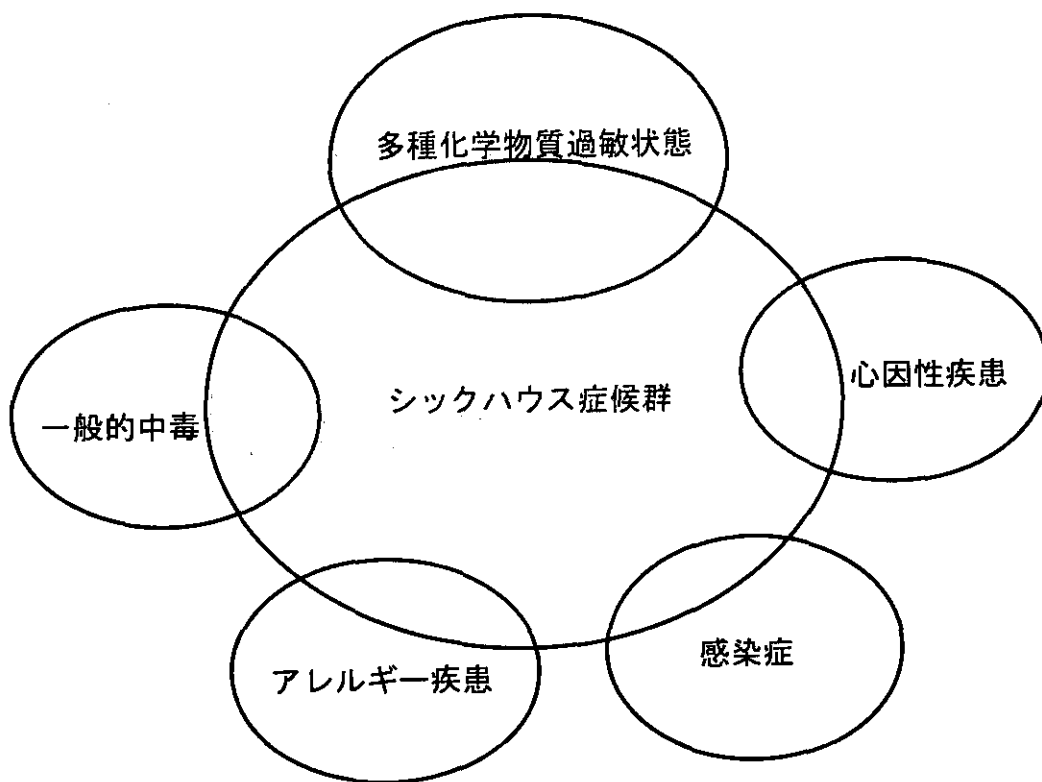 多種化学物質過敏状態
心因性疾患
シックハウス症候群
一般的中毒
感染症
アレルギー疾患